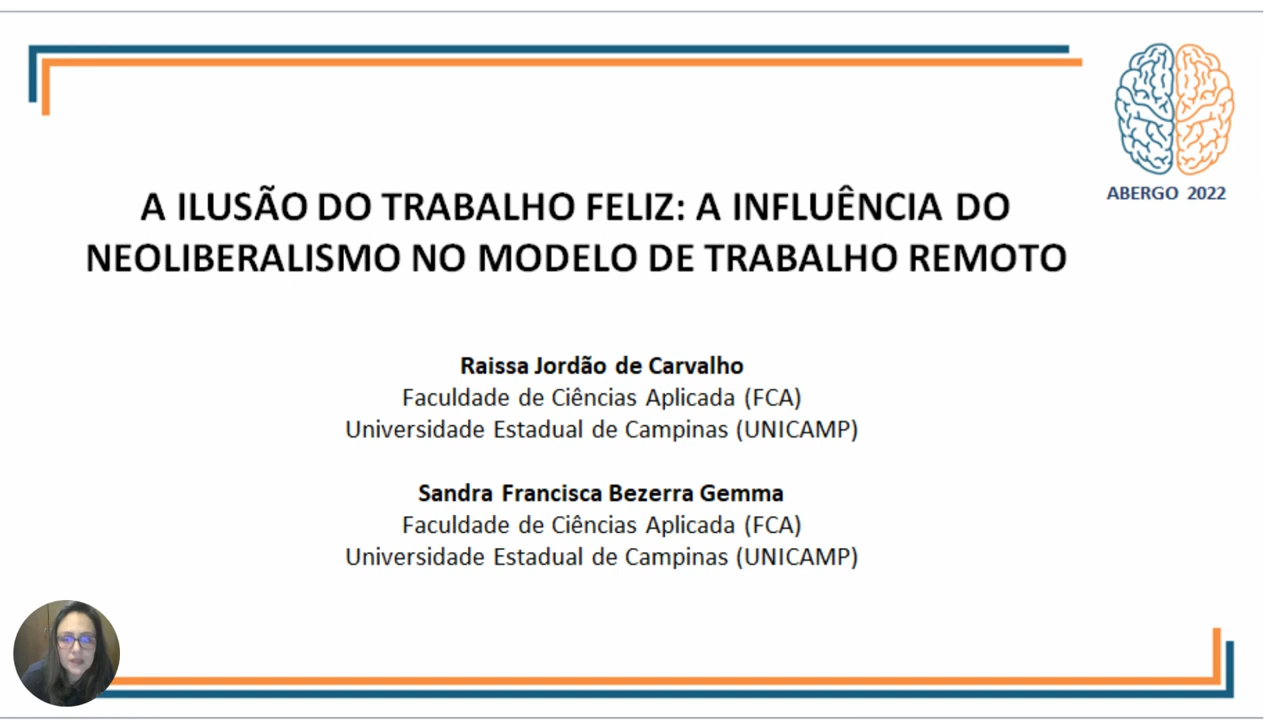 ABERGO 2022
A ILUSÃO DO TRABALHO FELIZ: A INFLUÊNCIA DO
NEOLIBERALISMO NO MODELO DE TRABALHO REMOTO
Raissa Jordão de Carvalho
Faculdade de Ciências Aplicada (FCA)
Universidade Estadual de Campinas (UNICAMP)
Sandra Francisca Bezerra Gemma
Faculdade de Ciências Aplicada (FCA)
Universidade Estadual de Campinas (UNICAMP)